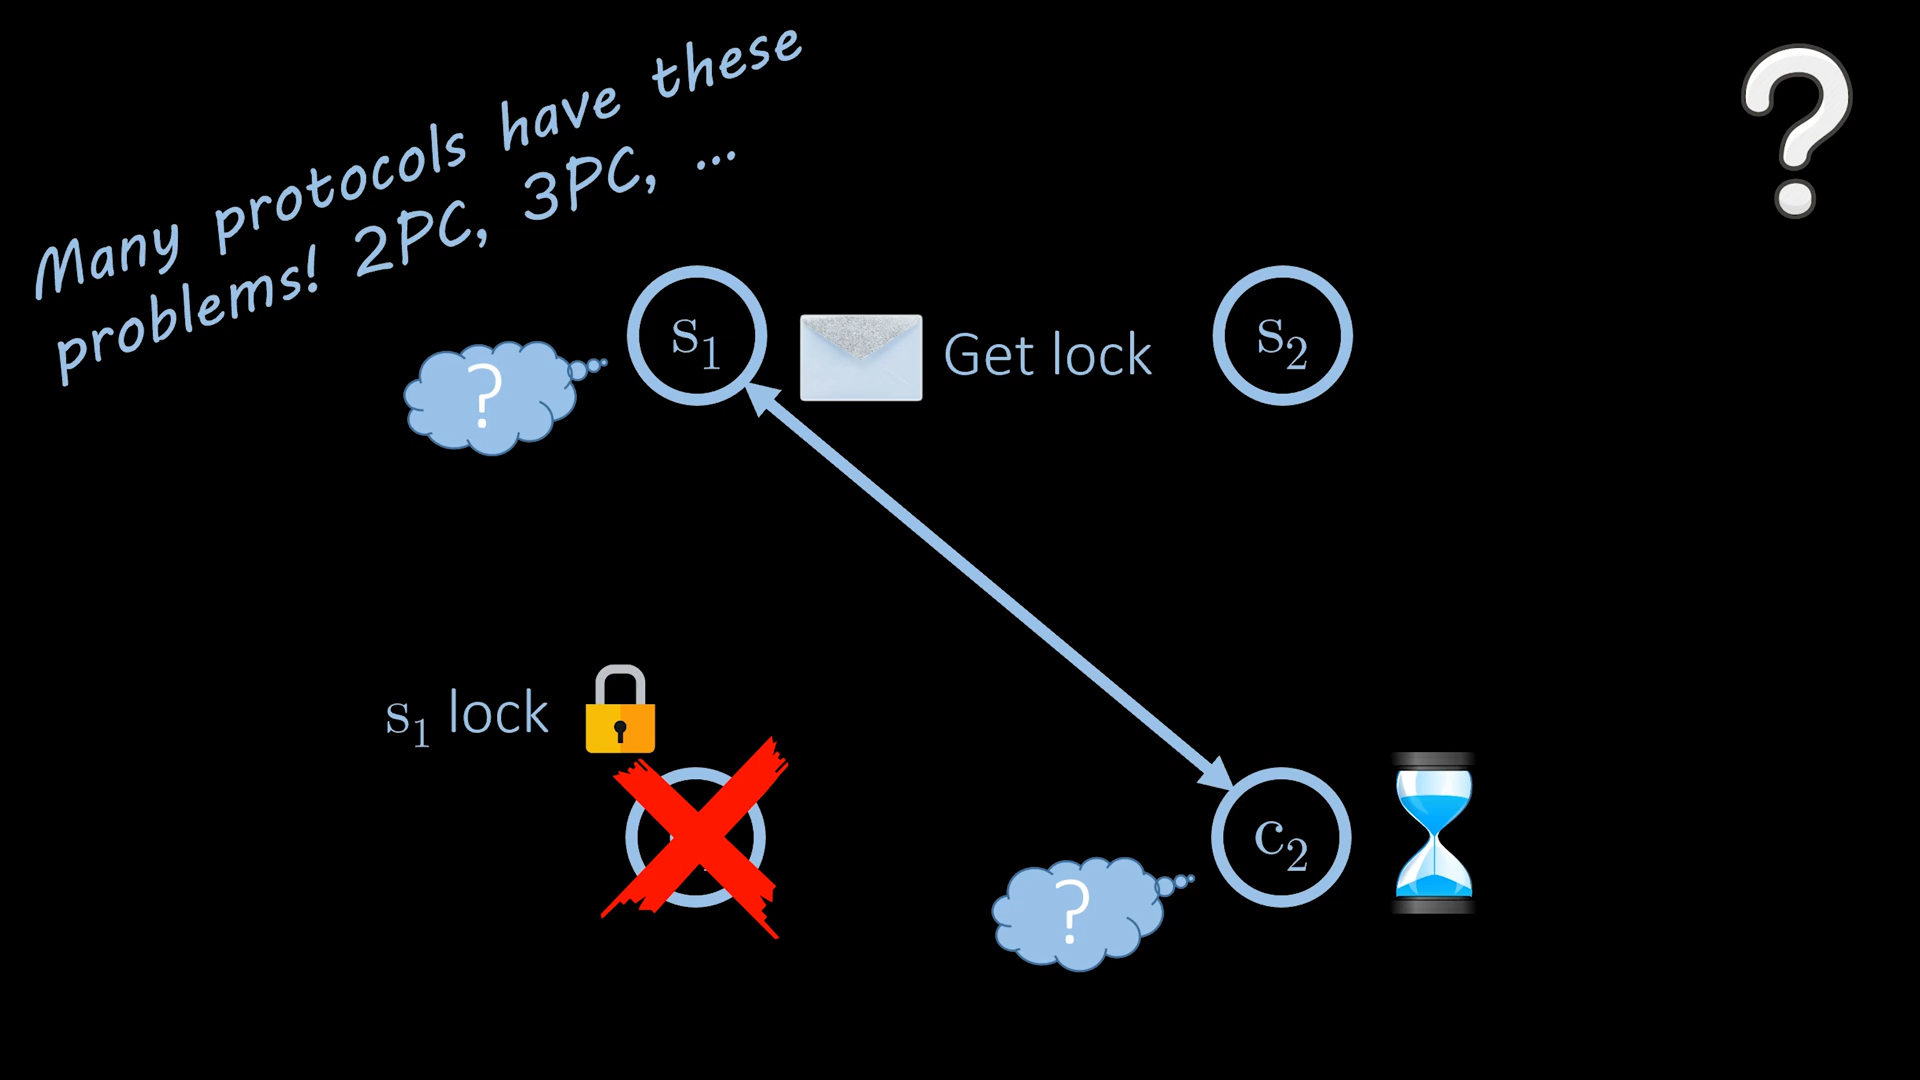 Many protocols have these
problems! 2PC, 3PC, ...
?
s₁
Get lock
s₂
?
s₁ lock
c₂
?